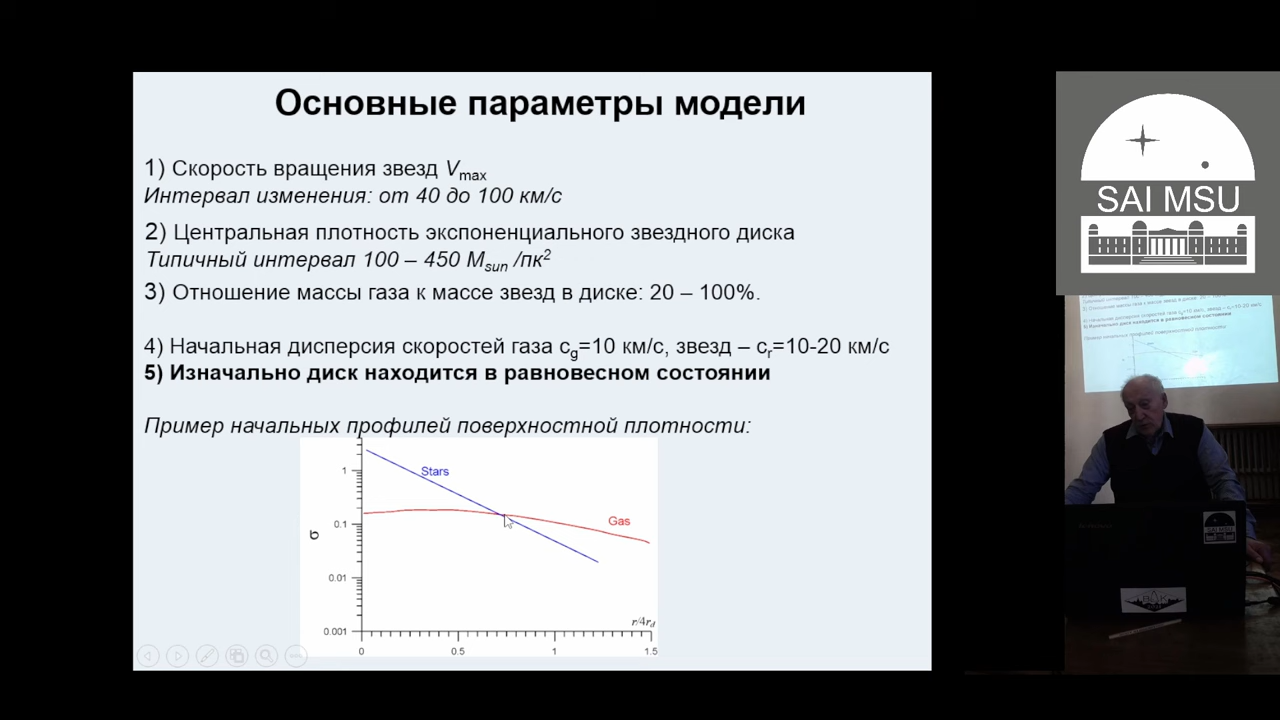 Основные параметры модели
1) Скорость вращения звезд Vmax
Интервал изменения: от 40 до 100 км/с
2) Центральная плотность экспоненциального звездного диска
Типичный интервал 100 – 450 Msun /пк2
3) Отношение массы газа к массе звезд в диске: 20 – 100%.
4) Начальная дисперсия скоростей газа cg=10 км/с, звезд – cr=10-20 км/с
5) Изначально диск находится в равновесном состоянии
Пример начальных профилей поверхностной плотности:
Stars
Gas
σ
1
0.1
0.01
0.001
r/4rd
0
0.5
1
1.5
SAI MSU
SAI MSU